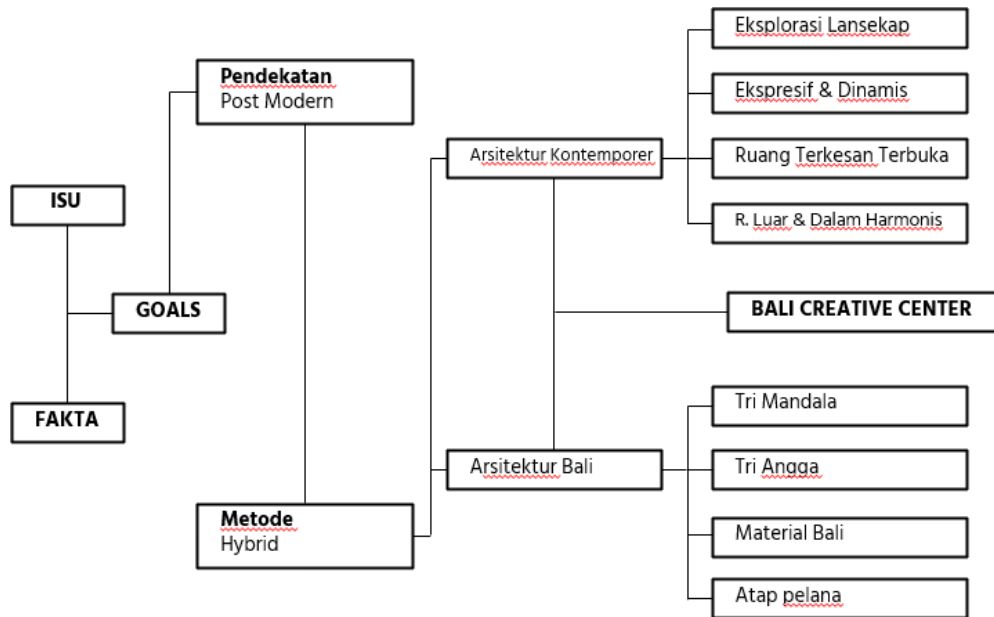 ISU
FAKTA
GOALS
Pendekatan
Post Modern
Metode
Hybrid
Arsitektur Kontemporer
Arsitektur Bali
Eksplorasi Lansekap
Ekspresif & Dinamis
Ruang Terkesan Terbuka
R. Luar & Dalam Harmonis
BALI CREATIVE CENTER
Tri Mandala
Tri Angga
Material Bali
Atap pelana